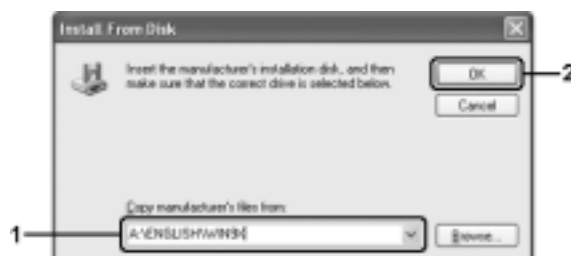 Install From Disk
Insert the manufacturer's installation disk, and then
make sure that the correct drive is selected below.
OK
2
Cancel
Copy manufacturer's files from:
1
A:\ENGLISH\WIN9X
Browse...